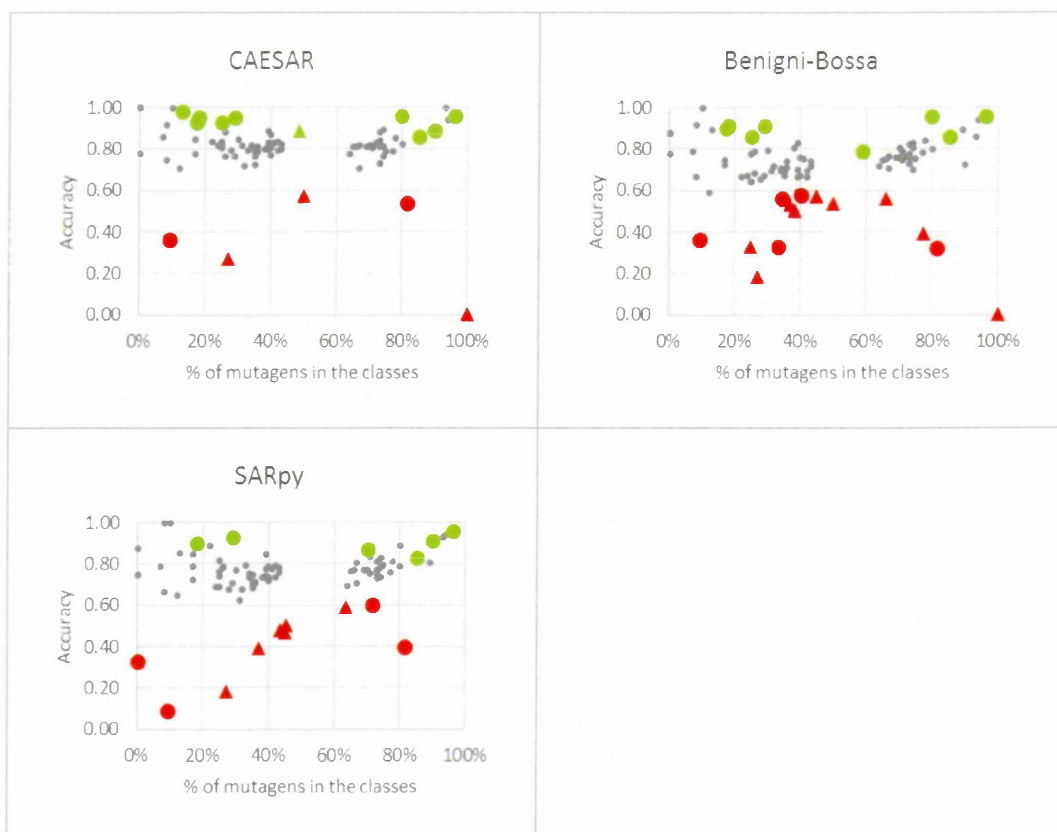 CAESAR
1.00
0.80
0.60
0.40
0.20
0.00
Accuracy
0% 20% 40% 60% 80% 100%
% of mutagens in the classes
Benigni-Bossa
1.00
0.80
0.60
0.40
0.20
0.00
Accuracy
0% 20% 40% 60% 80% 100%
% of mutagens in the classes
SARpy
1.00
0.80
0.60
0.40
0.20
0.00
Accuracy
0% 20% 40% 60% 80% 100%
% of mutagens in the classes